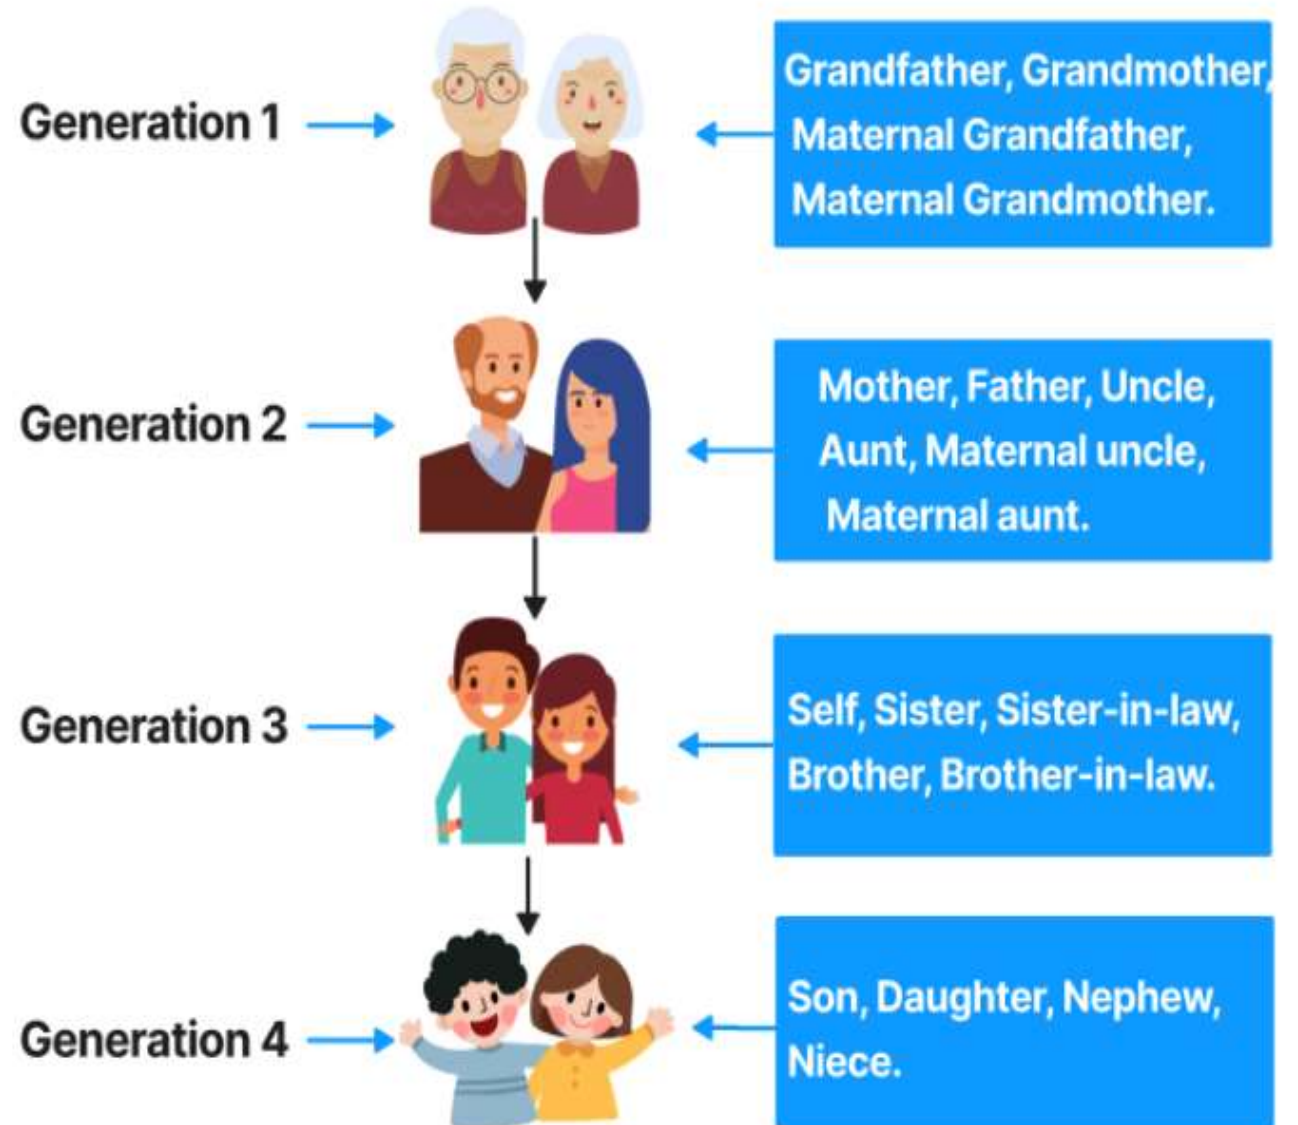 Generation 1
Grandfather, Grandmother,
Maternal Grandfather,
Maternal Grandmother.
Generation 2
Mother, Father, Uncle,
Aunt, Maternal uncle,
Maternal aunt.
Generation 3
Self, Sister, Sister-in-law,
Brother, Brother-in-law.
Generation 4
Son, Daughter, Nephew,
Niece.